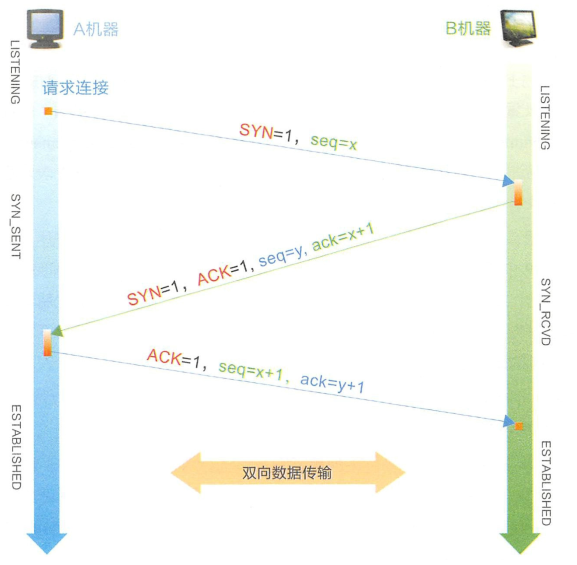 A机器
B机器
LISTENING
请求连接
LISTENING
SYN=1，seq=x
SYN_SENT
SYN=1，ACK=1, seq=y, ack=x+1
SYN_RCVD
ACK=1，seq=x+1，ack=y+1
ESTABLISHED
双向数据传输
ESTABLISHED